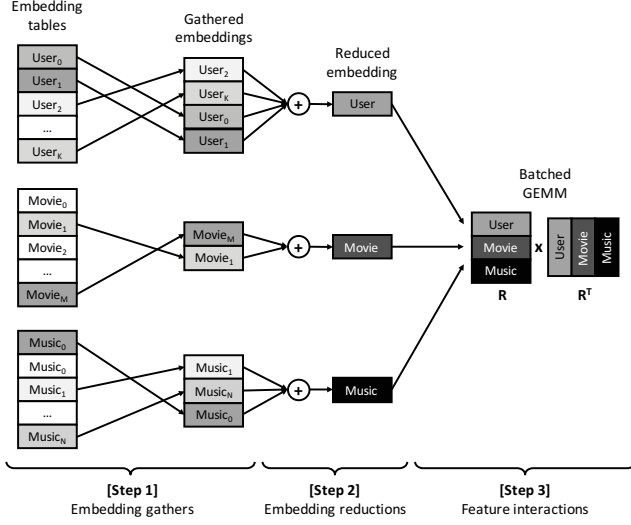 Embedding
tables
Gathered
embeddings
Reduced
embedding
User0
User1
User2
...
UserK
User2
UserK
User0
User1
+
User
Movie0
Movie1
Movie2
...
MovieM
MovieM
Movie1
+
Movie
Batched
GEMM
User
Movie
Music
x
User
Movie
Music
R
R^T
Music0
Music0
Music1
...
MusicN
Music1
MusicN
Music0
+
Music
[Step 1]
Embedding gathers
[Step 2]
Embedding reductions
[Step 3]
Feature interactions